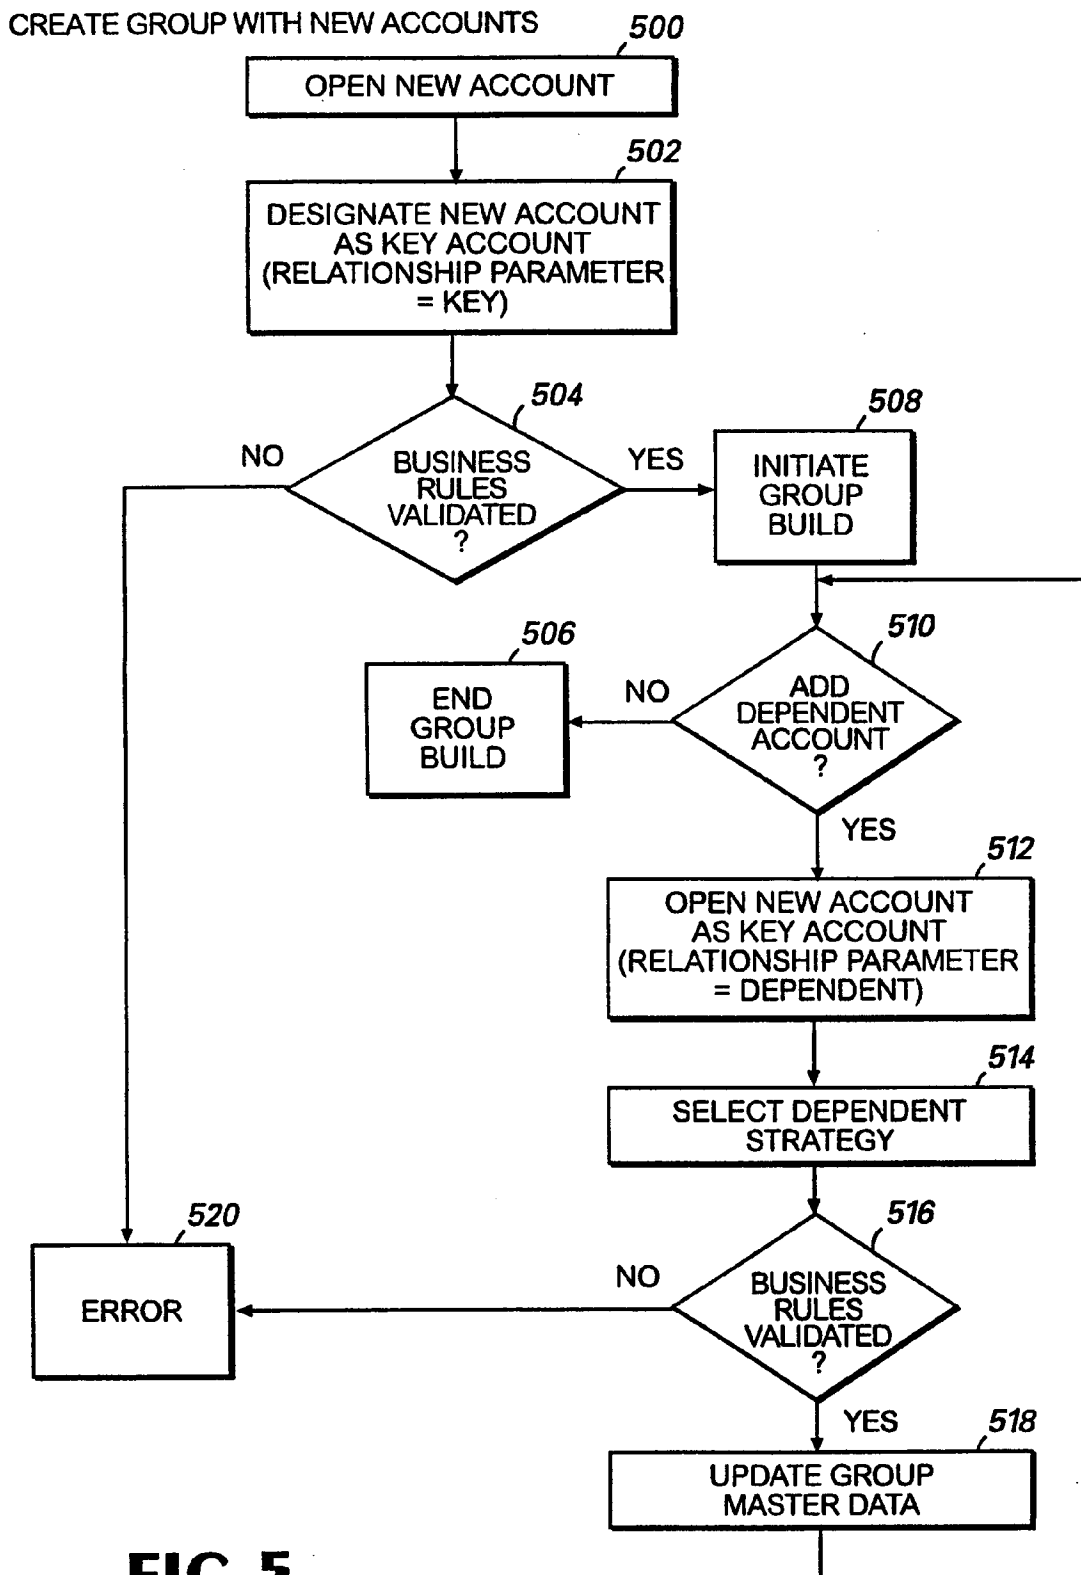 CREATE GROUP WITH NEW ACCOUNTS
500
OPEN NEW ACCOUNT
502
DESIGNATE NEW ACCOUNT
AS KEY ACCOUNT
(RELATIONSHIP PARAMETER
= KEY)
504
BUSINESS
RULES
VALIDATED
?
NO
YES
508
INITIATE
GROUP
BUILD
510
ADD
DEPENDENT
ACCOUNT
?
NO
506
END
GROUP
BUILD
YES
512
OPEN NEW ACCOUNT
AS KEY ACCOUNT
(RELATIONSHIP PARAMETER
= DEPENDENT)
514
SELECT DEPENDENT
STRATEGY
516
BUSINESS
RULES
VALIDATED
?
NO
520
ERROR
YES
518
UPDATE GROUP
MASTER DATA
FIG. 5